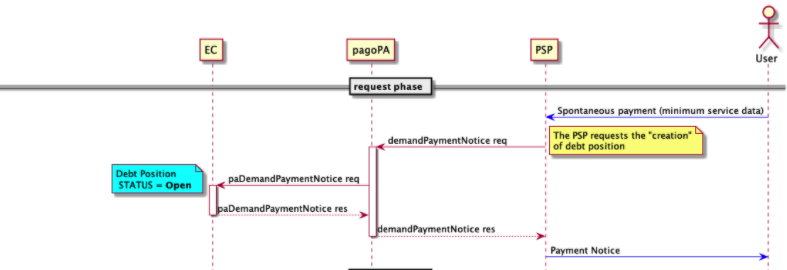 EC
pagoPA
PSP
User
request phase
Spontaneous payment (minimum service data)
The PSP requests the "creation"
of debt position
demandPaymentNotice req
Debt Position
STATUS = Open
paDemandPaymentNotice req
paDemandPaymentNotice res
demandPaymentNotice res
Payment Notice